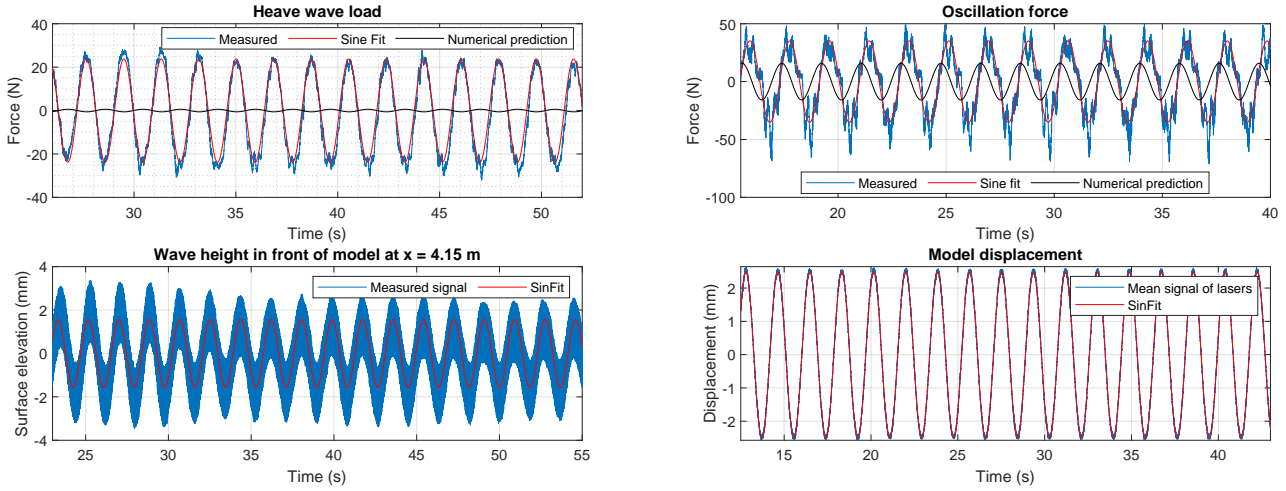 Heave wave load
Measured
Sine Fit
Numerical prediction
Force (N)
40
20
0
-20
-40
30
35
40
45
50
Time (s)
Oscillation force
Force (N)
50
0
-50
-100
Measured
Sine fit
Numerical prediction
20
25
30
35
40
Time (s)
Wave height in front of model at x = 4.15 m
Measured signal
SinFit
Surface elevation (mm)
4
2
0
-2
-4
25
30
35
40
45
50
55
Time (s)
Model displacement
Mean signal of lasers
SinFit
Displacement (mm)
2
1
0
-1
-2
15
20
25
30
35
40
Time (s)